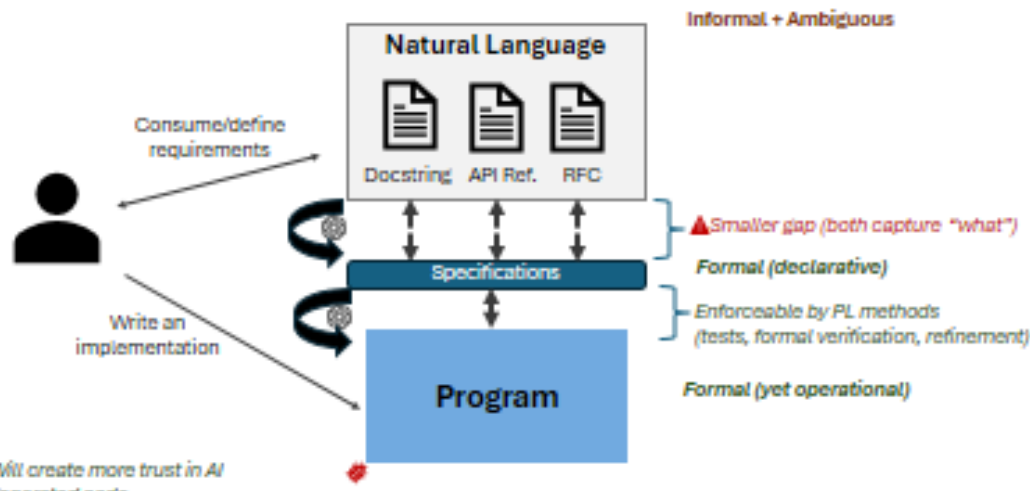 Informal + Ambiguous
Natural Language
Consume/define
requirements
Docstring
API Ref.
RFC
Smaller gap (both capture "what")
Formal (declarative)
Specifications
Enforceable by PL methods
(tests, formal verification, refinement)
Write an
implementation
Program
Formal (yet operational)
Will create more trust in AI